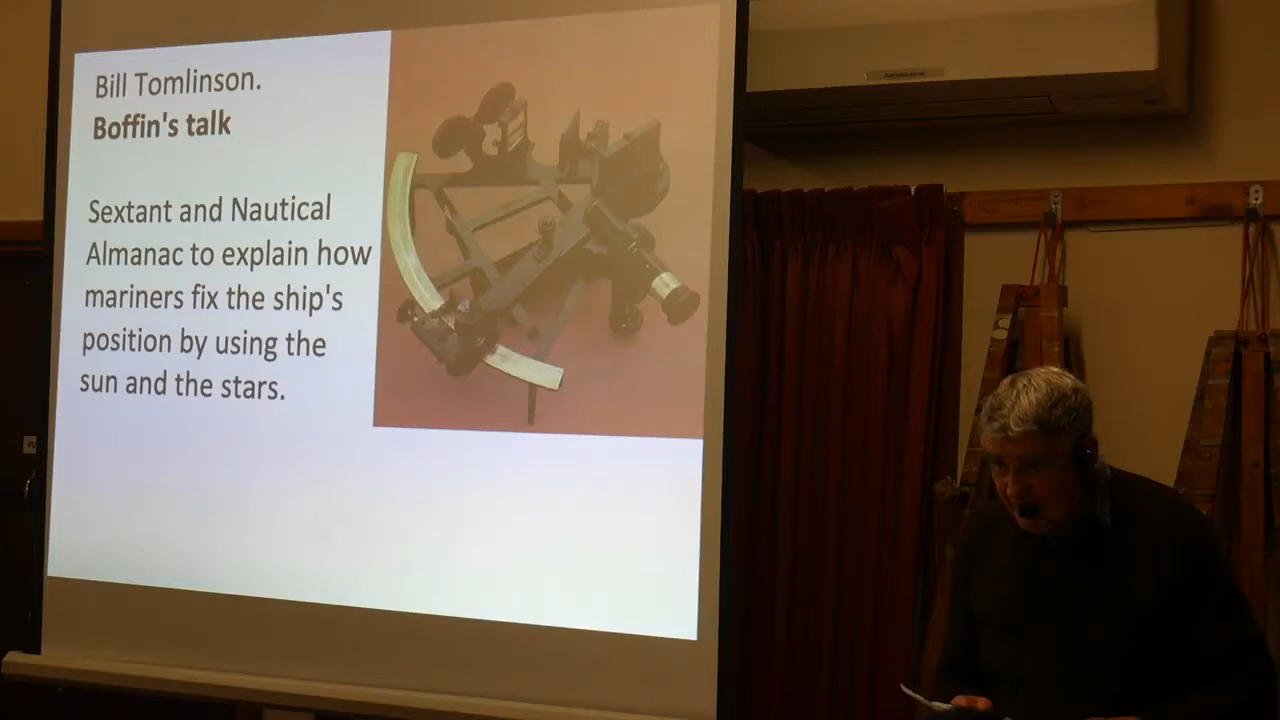 Bill Tomlinson.
Boffin's talk
Sextant and Nautical
Almanac to explain how
mariners fix the ship's
position by using the
sun and the stars.